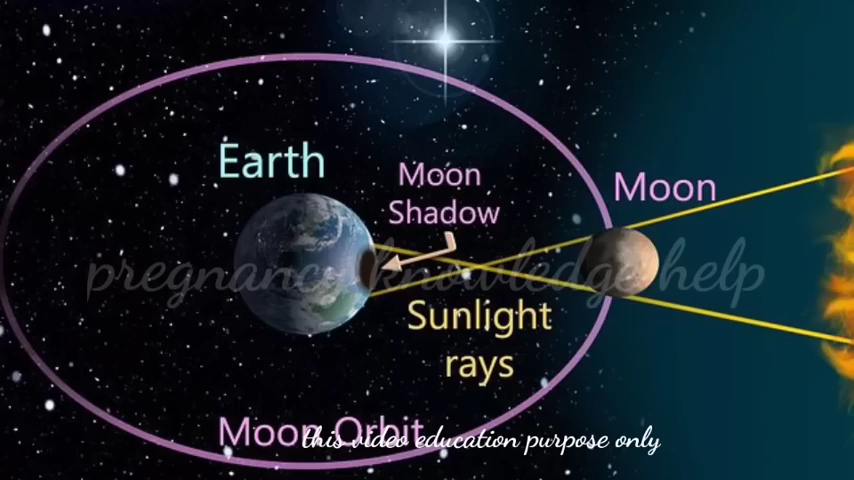 Earth
Moon
Shadow
Moon
pregnancy knowledge help
Sunlight
rays
Moon Orbit
this video education purpose only